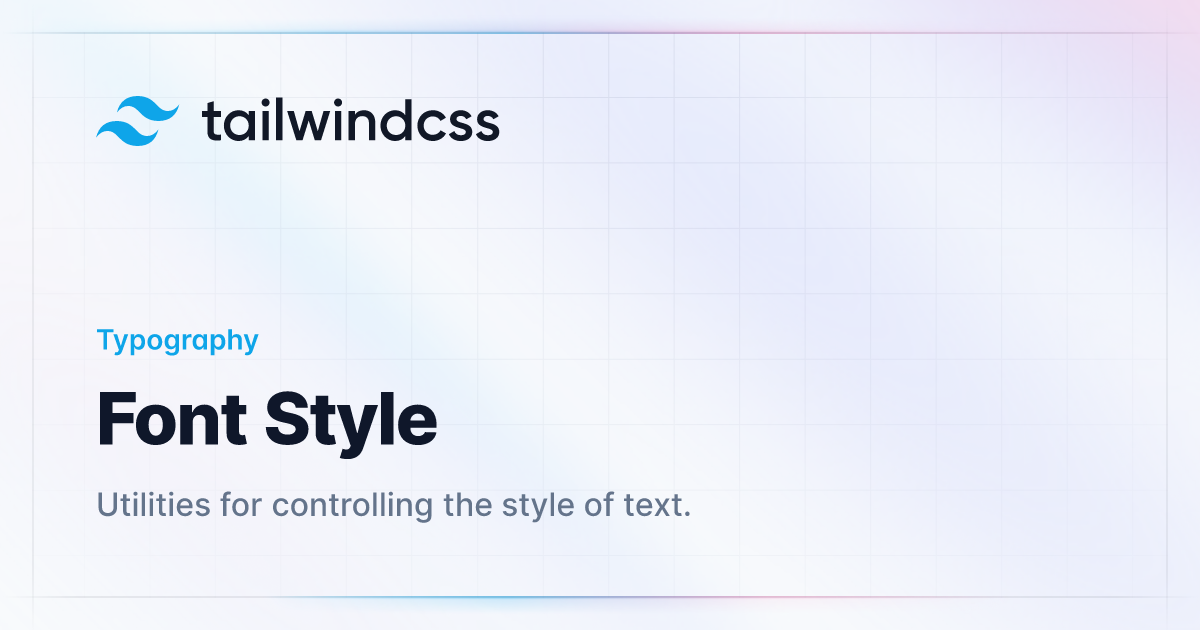 tailwindcss
Typography
Font Style
Utilities for controlling the style of text.